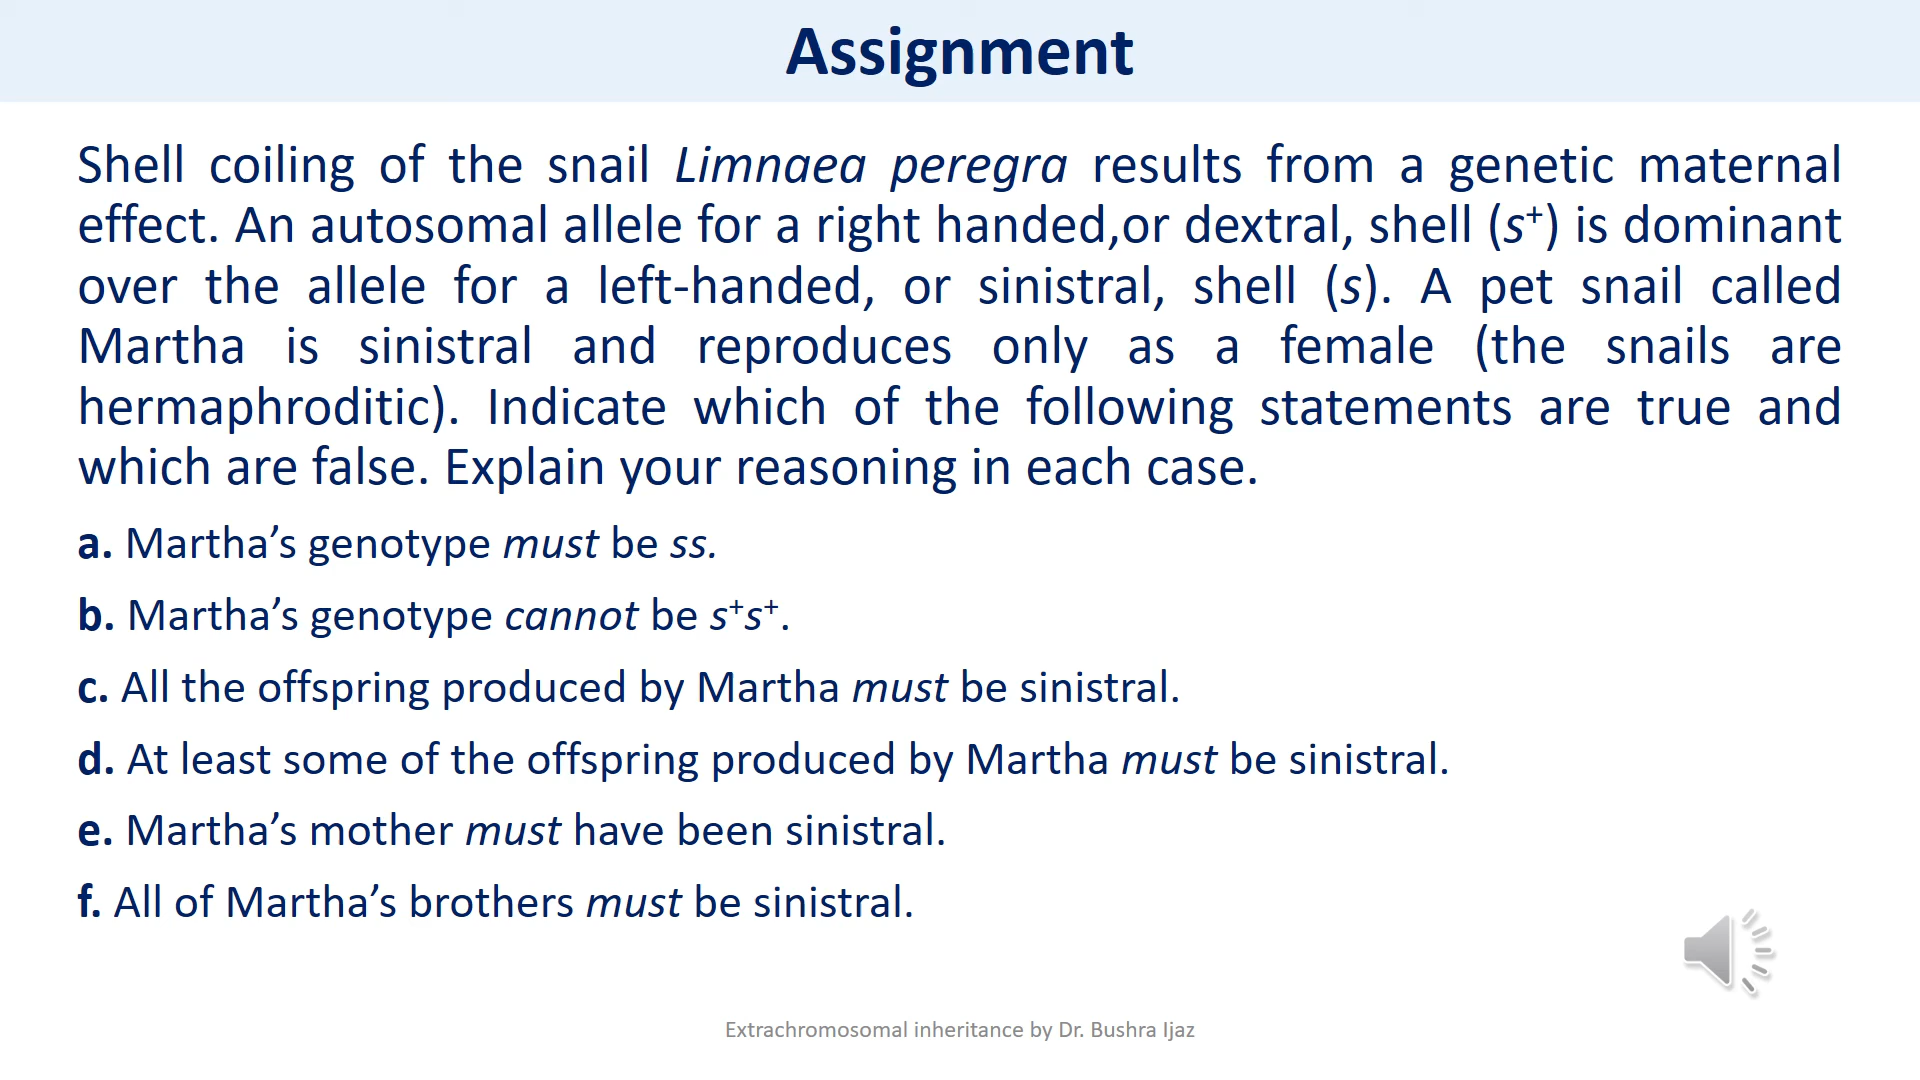 Assignment
Shell coiling of the snail Limnaea peregra results from a genetic maternal
effect. An autosomal allele for a right handed,or dextral, shell (s⁺) is dominant
over the allele for a left-handed, or sinistral, shell (s). A pet snail called
Martha is sinistral and reproduces only as a female (the snails are
hermaphroditic). Indicate which of the following statements are true and
which are false. Explain your reasoning in each case.
a. Martha’s genotype must be ss.
b. Martha’s genotype cannot be s⁺s⁺.
c. All the offspring produced by Martha must be sinistral.
d. At least some of the offspring produced by Martha must be sinistral.
e. Martha’s mother must have been sinistral.
f. All of Martha’s brothers must be sinistral.
Extrachromosomal inheritance by Dr. Bushra Ijaz